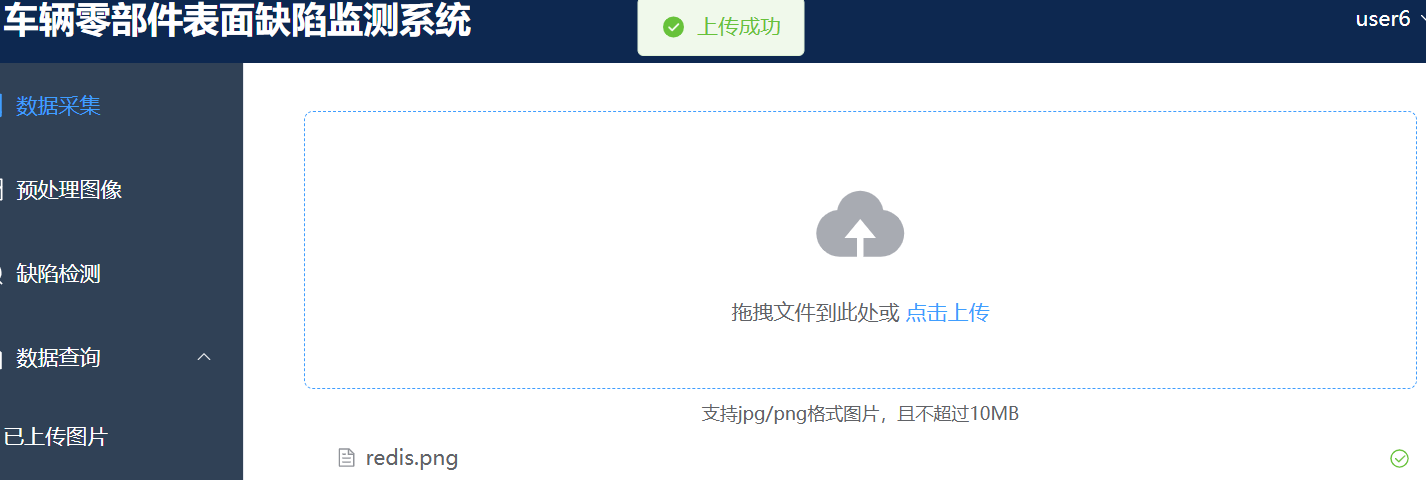 车辆零部件表面缺陷监测系统
上传成功
user6
数据采集
预处理图像
缺陷检测
数据查询
已上传图片
拖拽文件到此处或 点击上传
支持jpg/png格式图片，且不超过10MB
redis.png